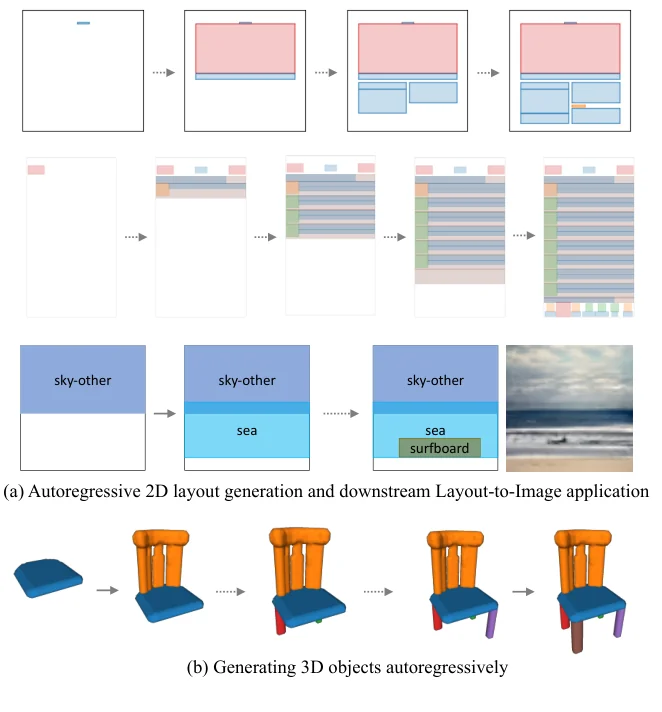 sky-other
sky-other
sea
sky-other
sea
surfboard
(a) Autoregressive 2D layout generation and downstream Layout-to-Image application
(b) Generating 3D objects autoregressively